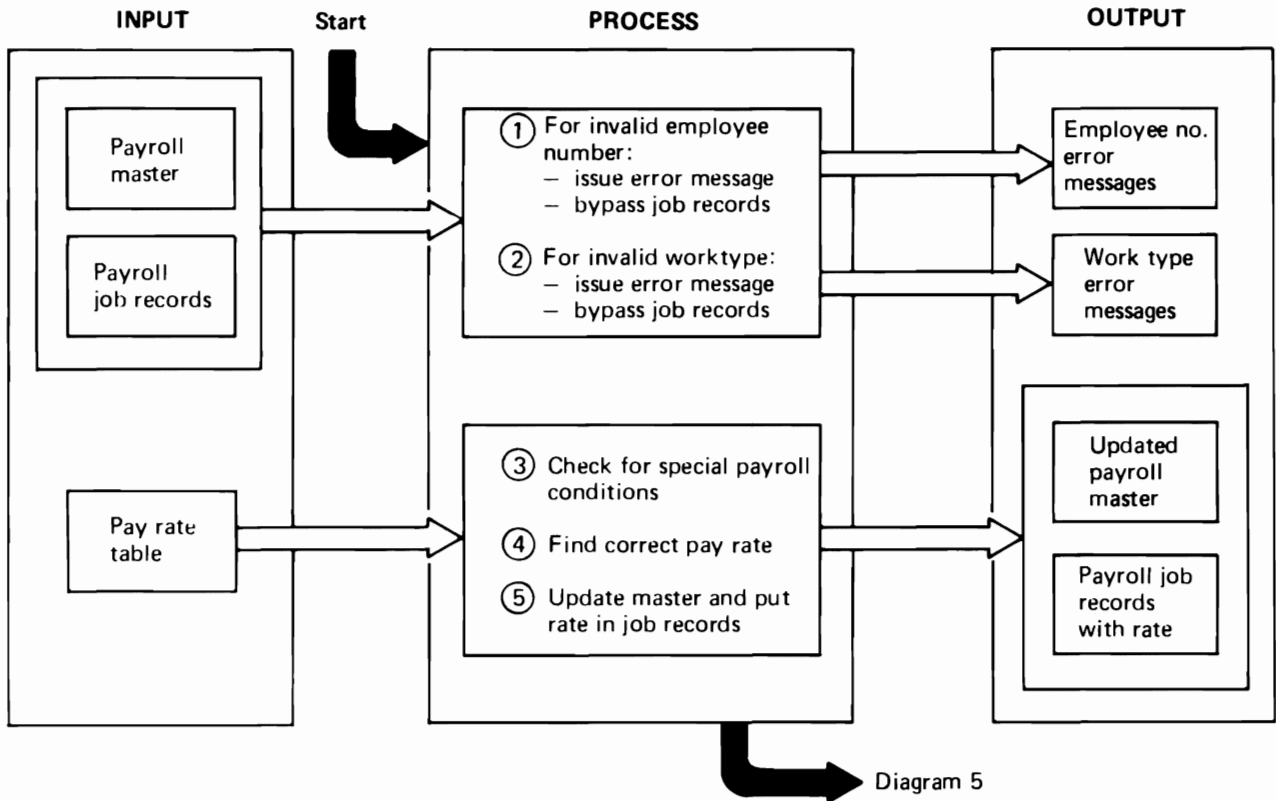 INPUT
Start
PROCESS
OUTPUT
Payroll
master
Payroll
job records
Pay rate
table
1 For invalid employee
number:
– issue error message
– bypass job records
2 For invalid worktype:
– issue error message
– bypass job records
3 Check for special payroll
conditions
4 Find correct pay rate
5 Update master and put
rate in job records
Employee no.
error
messages
Work type
error
messages
Updated
payroll
master
Payroll job
records
with rate
Diagram 5